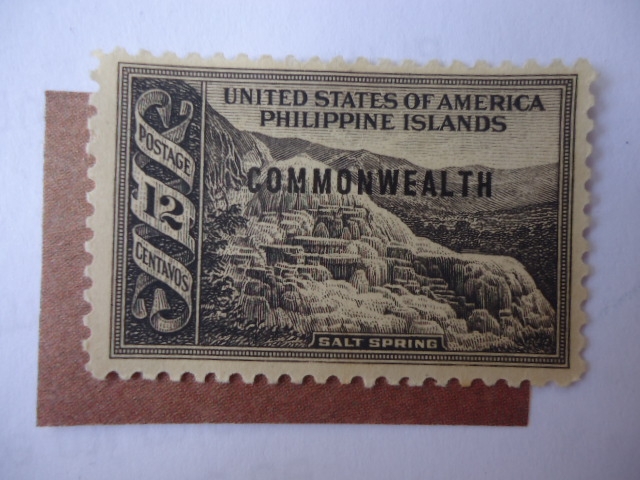 UNITED STATES OF AMERICA
PHILIPPINE ISLANDS
COMMONWEALTH
POSTAGE
12
CENTAVOS
SALT SPRING